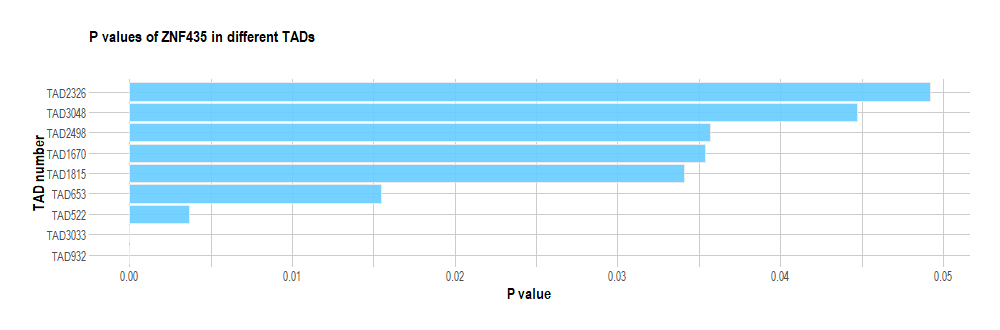 P values of ZNF435 in different TADs
TAD number
TAD2326
TAD3048
TAD2498
TAD1670
TAD1815
TAD653
TAD522
TAD3033
TAD932
0.00 0.01 0.02 0.03 0.04 0.05
P value